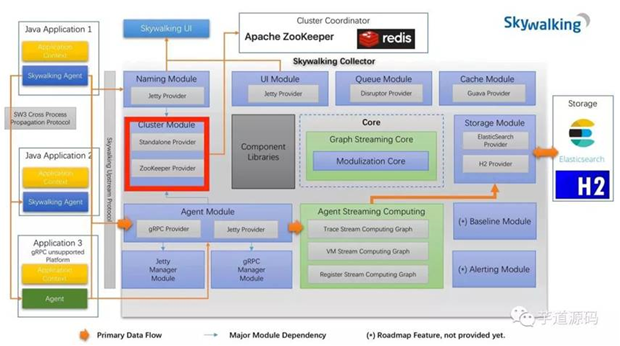 Java Application 1
Application
Context
Skywalking Agent
SW3 Cross Process
Propagation Protocol
Java Application 2
Application
Context
Skywalking Agent
Application 3
gRPC unsupported
Platform
Application
Context
Agent
Skywalking Upstream Protocol
Skywalking UI
Cluster Coordinator
Apache ZooKeeper
redis
Skywalking
Skywalking Collector
Naming Module
Jetty Provider
UI Module
Jetty Provider
Queue Module
Disruptor Provider
Cache Module
Guava Provider
Cluster Module
Standalone Provider
ZooKeeper Provider
Component
Libraries
Core
Graph Streaming Core
Modulization Core
Storage Module
ElasticSearch
Provider
H2 Provider
Storage
Elasticsearch
H2
Agent Module
gRPC Provider
Jetty Provider
Jetty
Manager
Module
gRPC
Manager
Module
Agent Streaming Computing
Trace Stream Computing Graph
VM Stream Computing Graph
Register Stream Computing Graph
(+) Baseline Module
(+) Alerting Module
Primary Data Flow
Major Module Dependency
(+) Roadmap Feature, not provided yet.
芋道源码